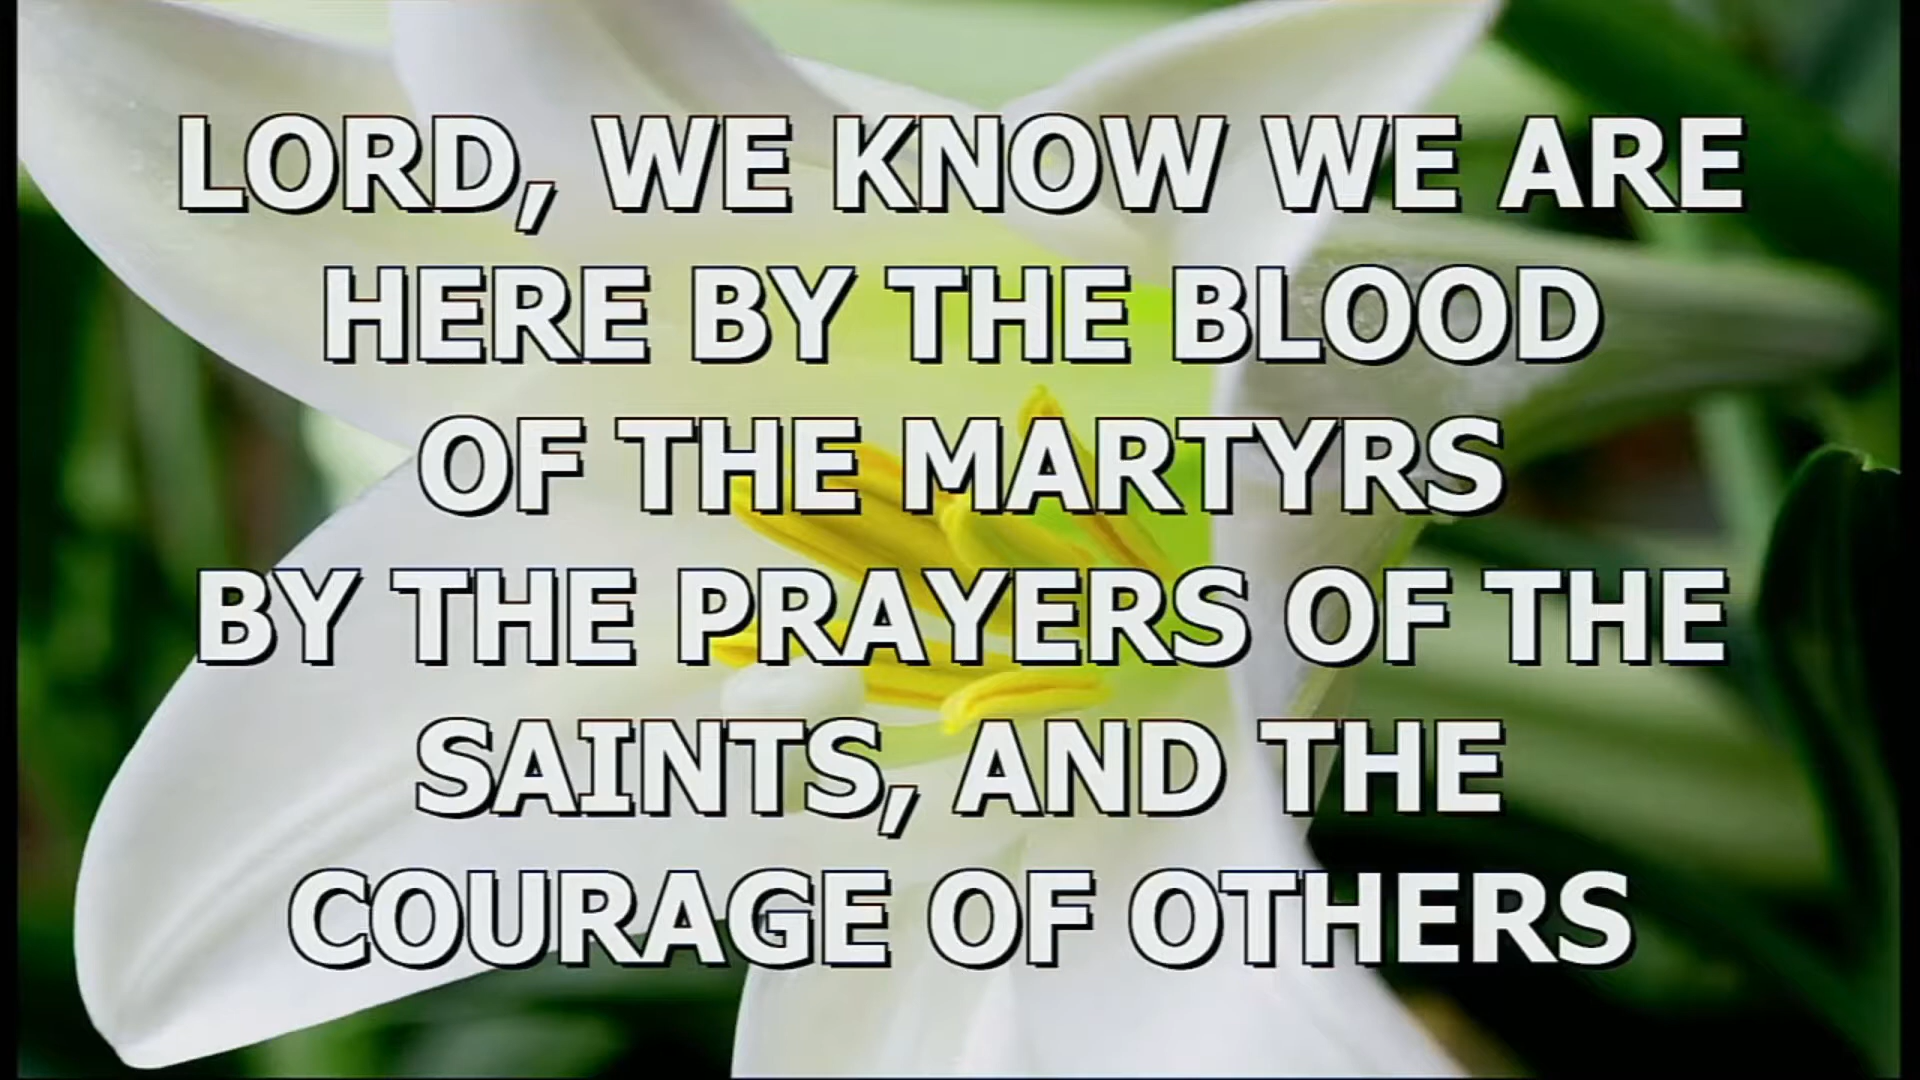 LORD, WE KNOW WE ARE
HERE BY THE BLOOD
OF THE MARTYRS
BY THE PRAYERS OF THE
SAINTS, AND THE
COURAGE OF OTHERS